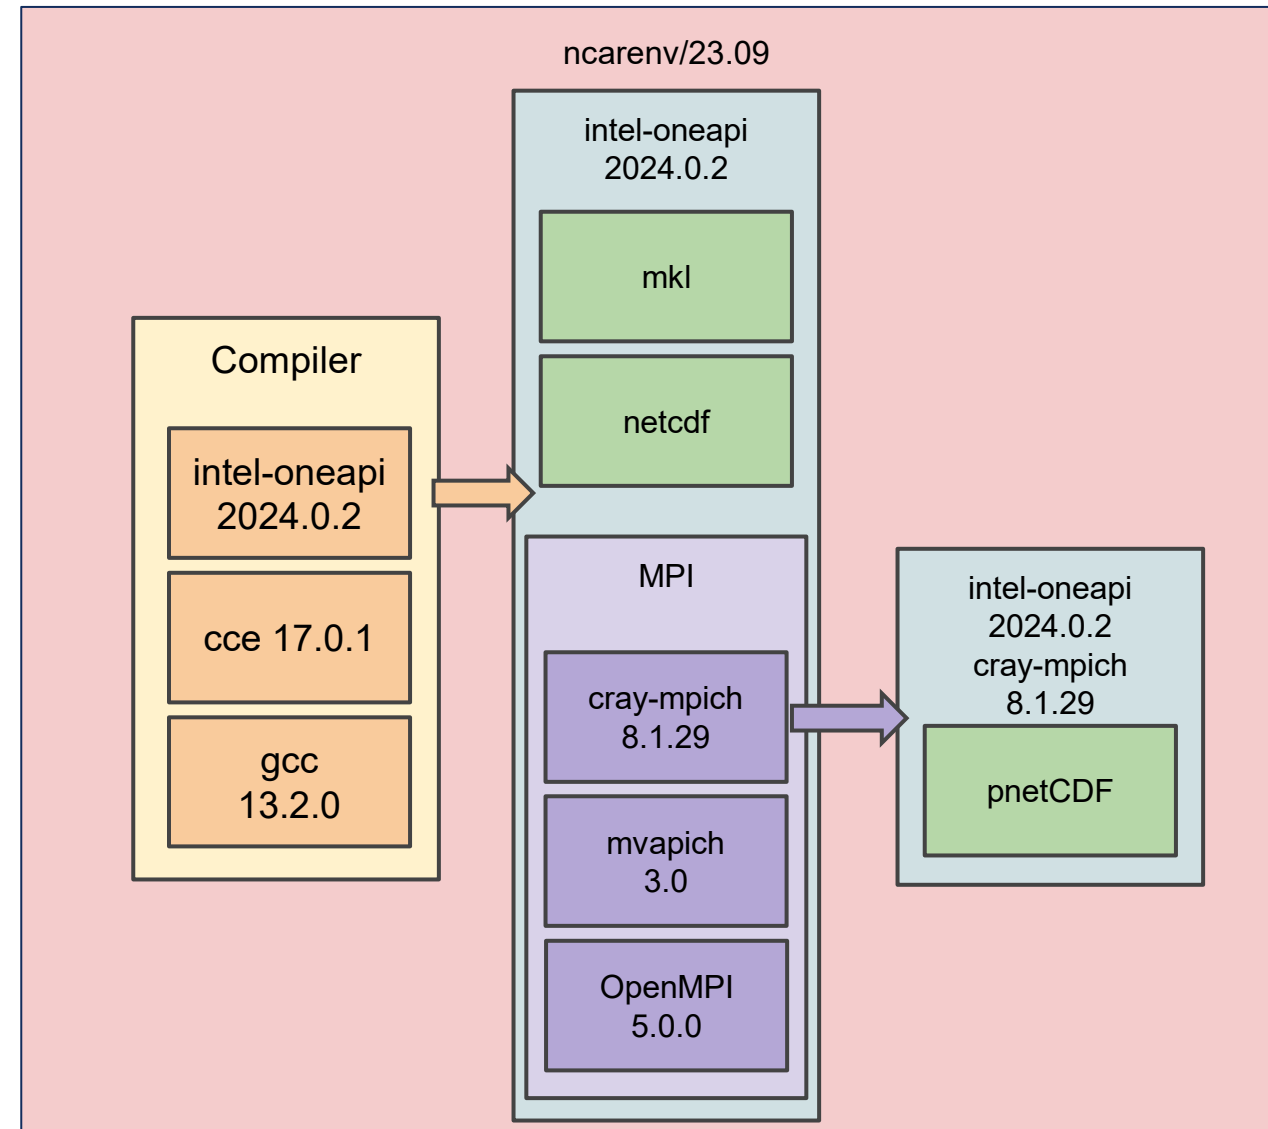 ncarenv/23.09
Compiler
intel-oneapi
2024.0.2
cce 17.0.1
gcc
13.2.0
intel-oneapi
2024.0.2
mkl
netcdf
MPI
cray-mpich
8.1.29
mvapich
3.0
OpenMPI
5.0.0
intel-oneapi
2024.0.2
cray-mpich
8.1.29
pnetCDF